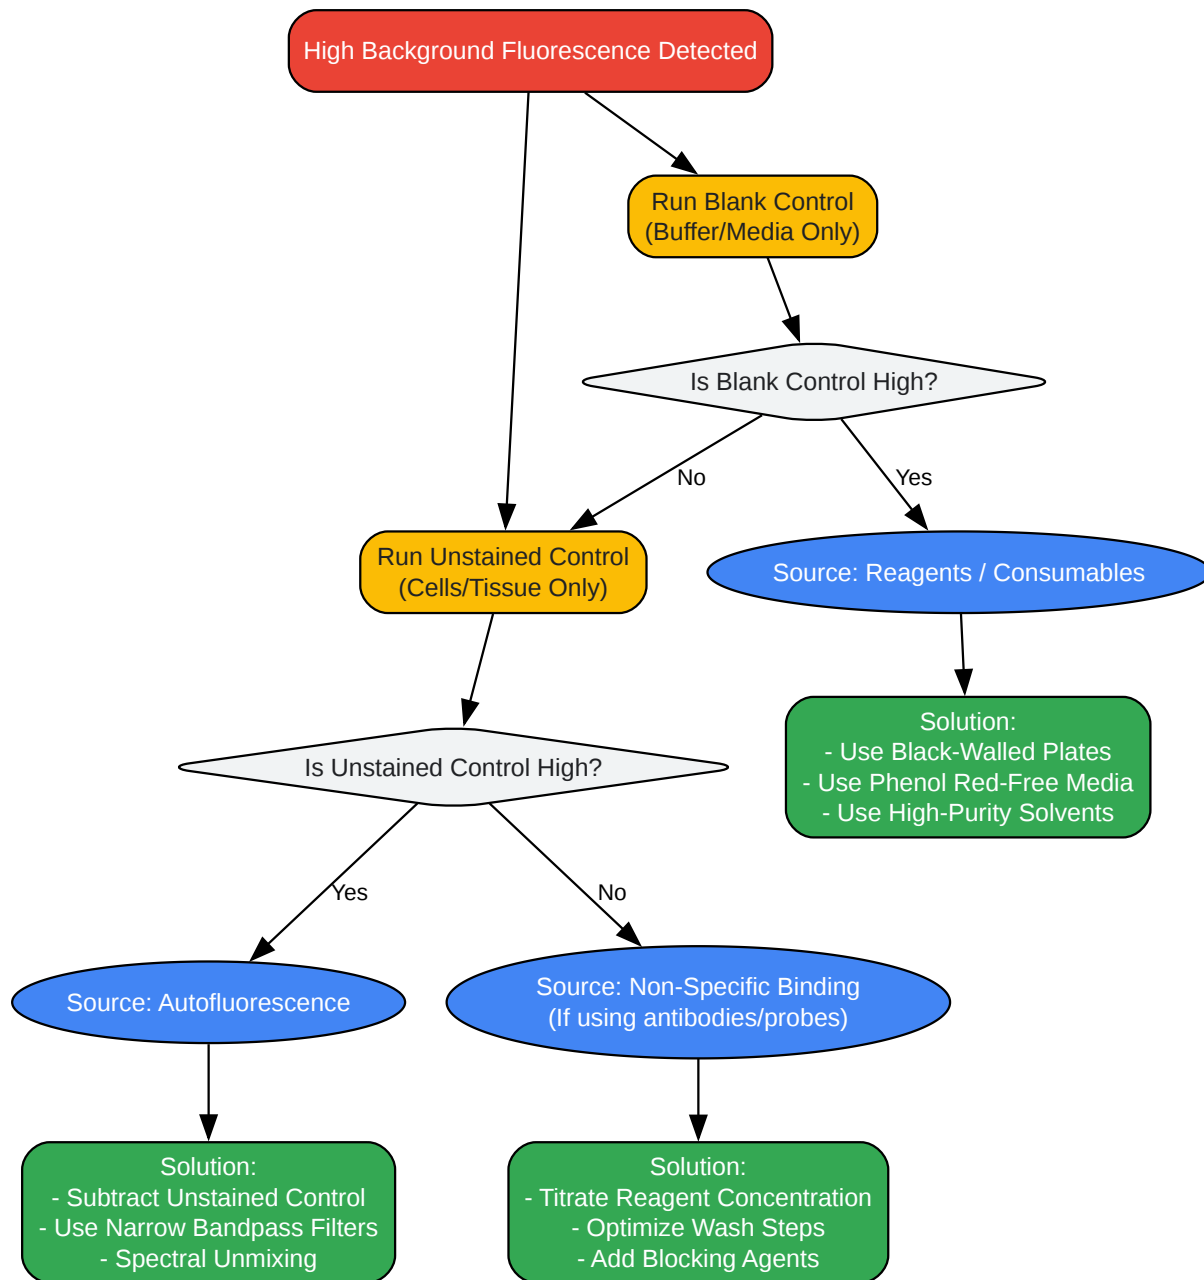 High Background Fluorescence Detected
Run Blank Control
(Buffer/Media Only)
Is Blank Control High?
No
Yes
Run Unstained Control
(Cells/Tissue Only)
Source: Reagents / Consumables
Solution:
- Use Black-Walled Plates
- Use Phenol Red-Free Media
- Use High-Purity Solvents
Is Unstained Control High?
Yes
No
Source: Autofluorescence
Source: Non-Specific Binding
(If using antibodies/probes)
Solution:
- Subtract Unstained Control
- Use Narrow Bandpass Filters
- Spectral Unmixing
Solution:
- Titrate Reagent Concentration
- Optimize Wash Steps
- Add Blocking Agents